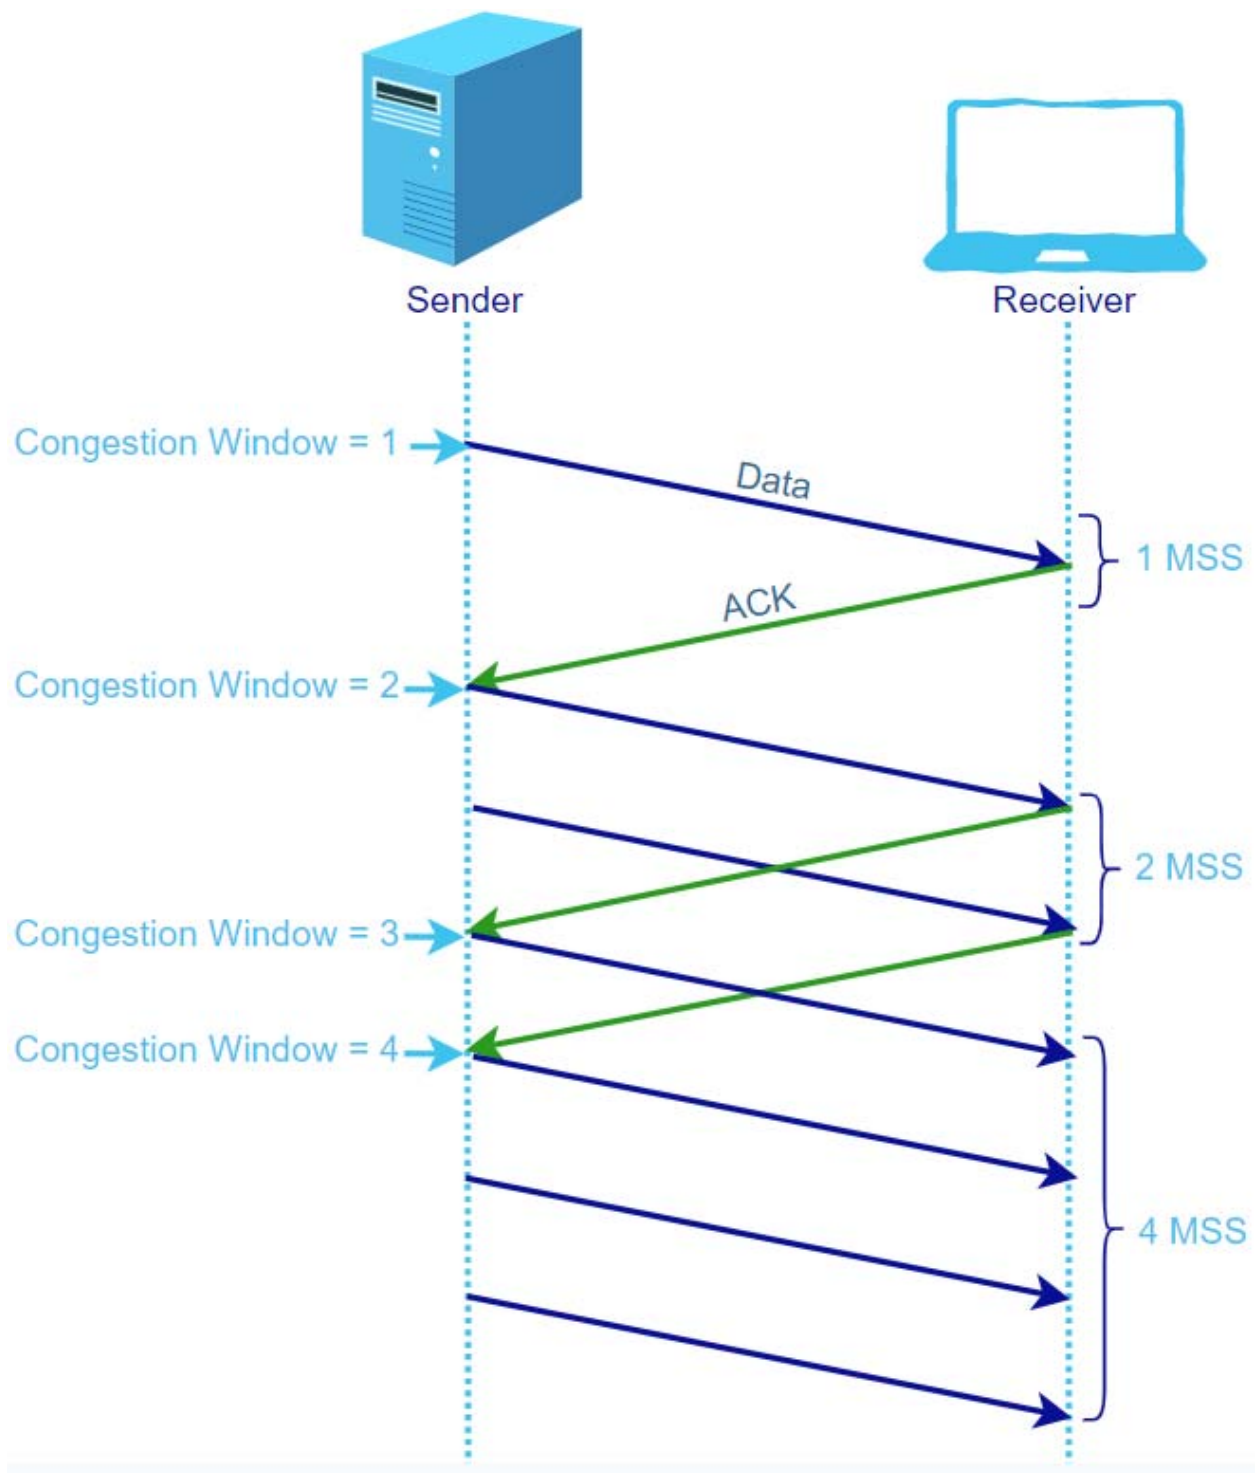 Sender
Receiver
Congestion Window = 1
Data
1 MSS
ACK
Congestion Window = 2
2 MSS
Congestion Window = 3
Congestion Window = 4
4 MSS